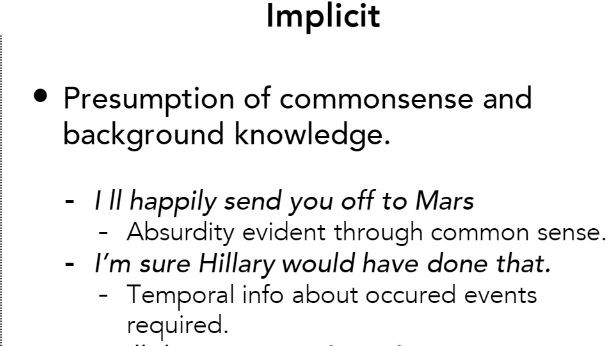 Implicit
● Presumption of commonsense and
background knowledge.
- I ll happily send you off to Mars
- Absurdity evident through common sense.
- I'm sure Hillary would have done that.
- Temporal info about occured events
required.